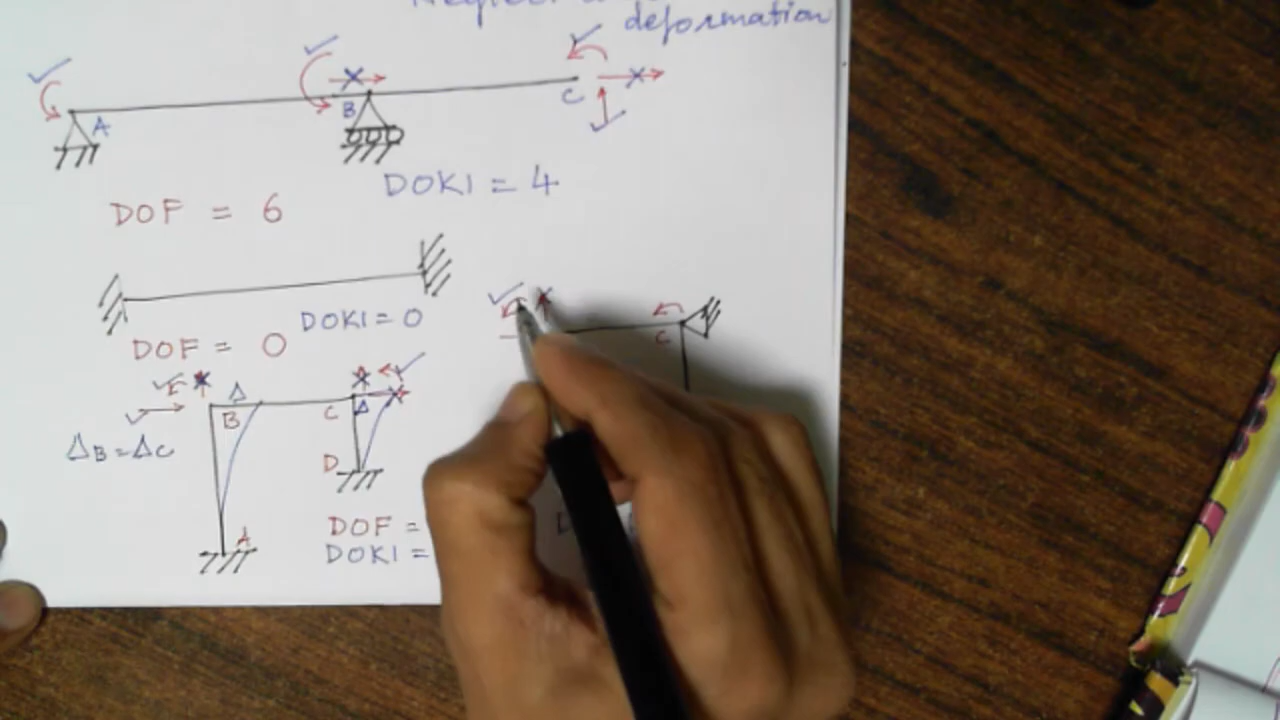 deformation
A
B
C
DOKI = 4
DOF = 6
DOKI = 0
DOF = 0
Δ
B
C
Δ
C
ΔB = ΔC
D
A
DOF =
DOKI =